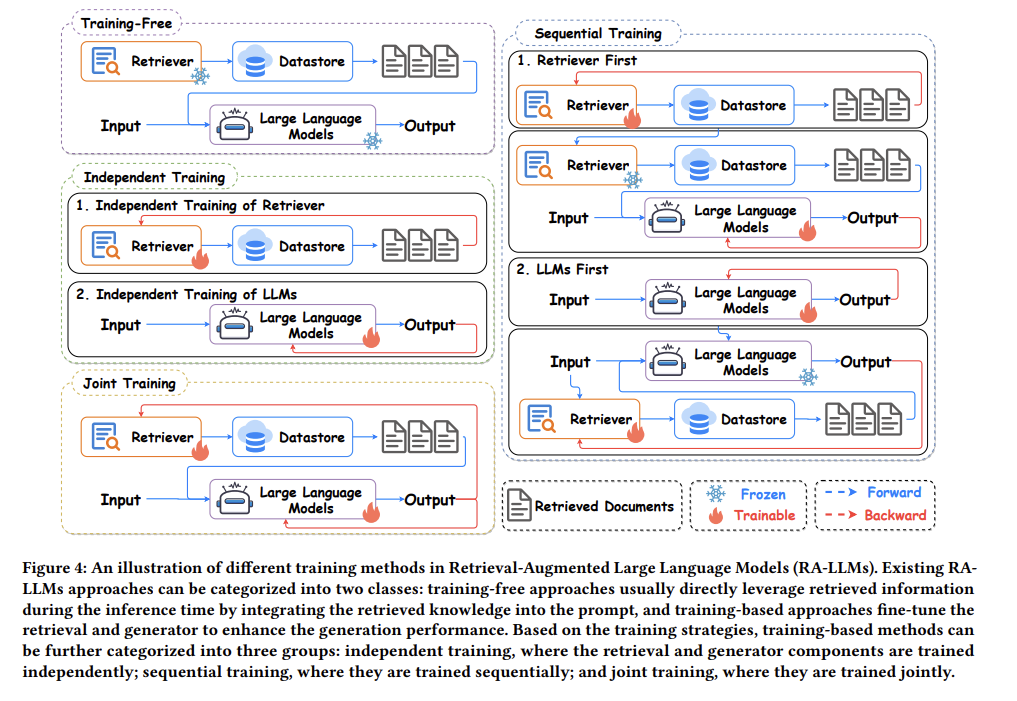 Training-Free
Retriever
Datastore
Input
Large Language
Models
Output
Independent Training
1. Independent Training of Retriever
Retriever
Datastore
2. Independent Training of LLMs
Input
Large Language
Models
Output
Joint Training
Retriever
Datastore
Input
Large Language
Models
Output
Sequential Training
1. Retriever First
Retriever
Datastore
Retriever
Datastore
Input
Large Language
Models
Output
2. LLMs First
Input
Large Language
Models
Output
Input
Large Language
Models
Output
Retriever
Datastore
Retrieved Documents
Frozen
Trainable
Forward
Backward
Figure 4: An illustration of different training methods in Retrieval-Augmented Large Language Models (RA-LLMs). Existing RA-
LLMs approaches can be categorized into two classes: training-free approaches usually directly leverage retrieved information
during the inference time by integrating the retrieved knowledge into the prompt, and training-based approaches fine-tune the
retrieval and generator to enhance the generation performance. Based on the training strategies, training-based methods can
be further categorized into three groups: independent training, where the retrieval and generator components are trained
independently; sequential training, where they are trained sequentially; and joint training, where they are trained jointly.